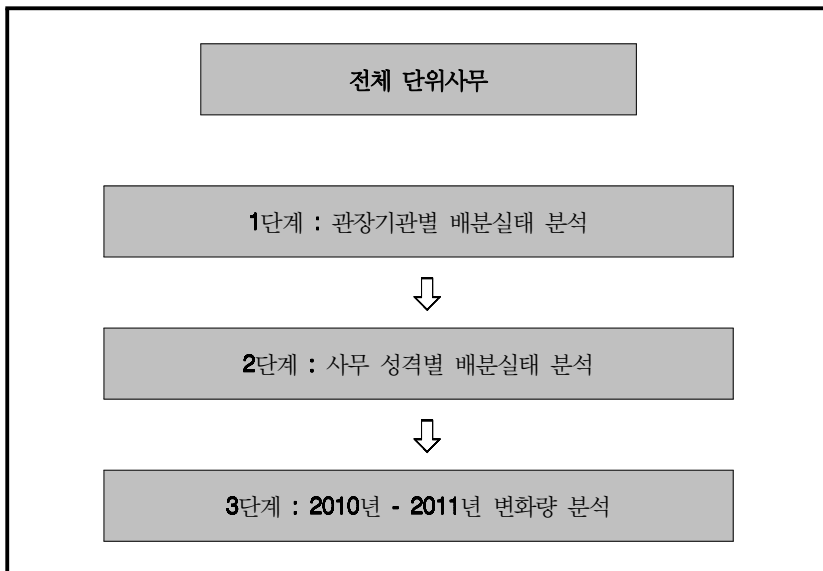 전체 단위사무
1단계 : 관장기관별 배분실태 분석
2단계 : 사무 성격별 배분실태 분석
3단계 : 2010년 - 2011년 변화량 분석